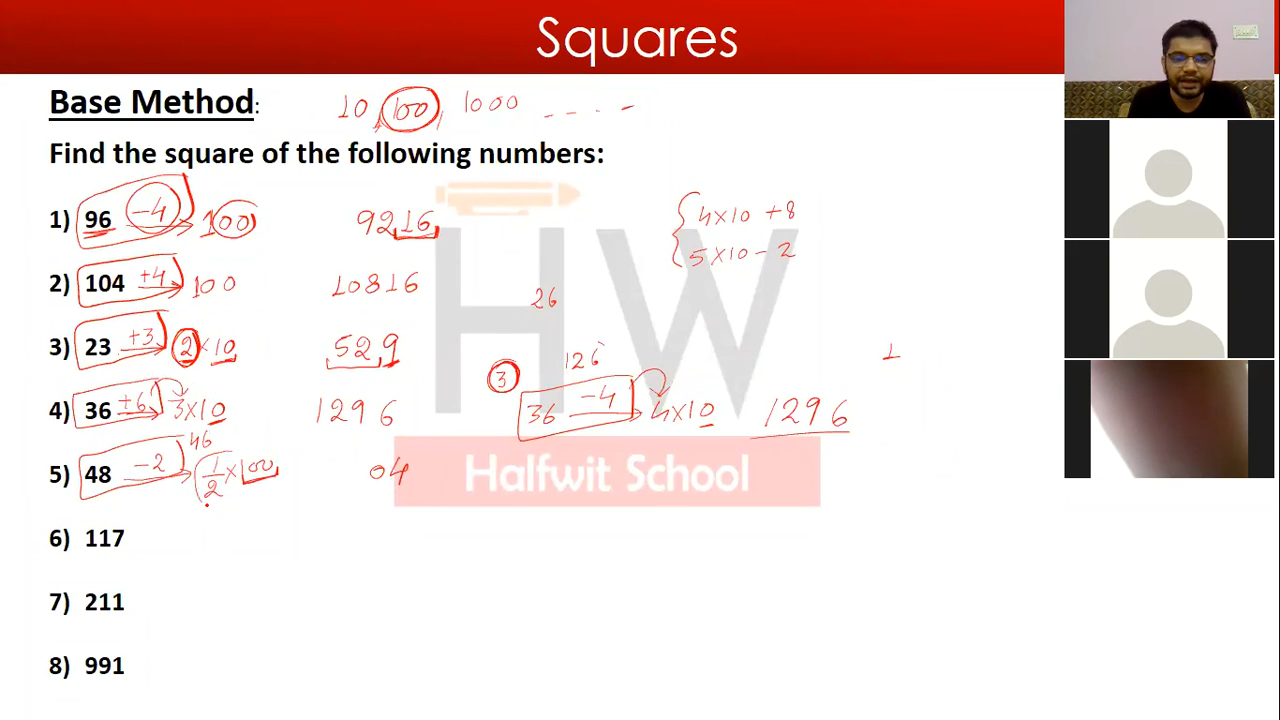 Squares
Base Method: 10, 100, 1000 - - - -
Find the square of the following numbers:
1) 96 -4 100 9216 4×10 +8
5×10 -2
2) 104 +4 100 10816 26
3) 23 +3 2×10 529
3 126
4) 36 +6 3×10 1296 36 -4 4×10 1296
46
5) 48 -2 1/2×100 04
HW
Halfwit School
6) 117
7) 211
8) 991